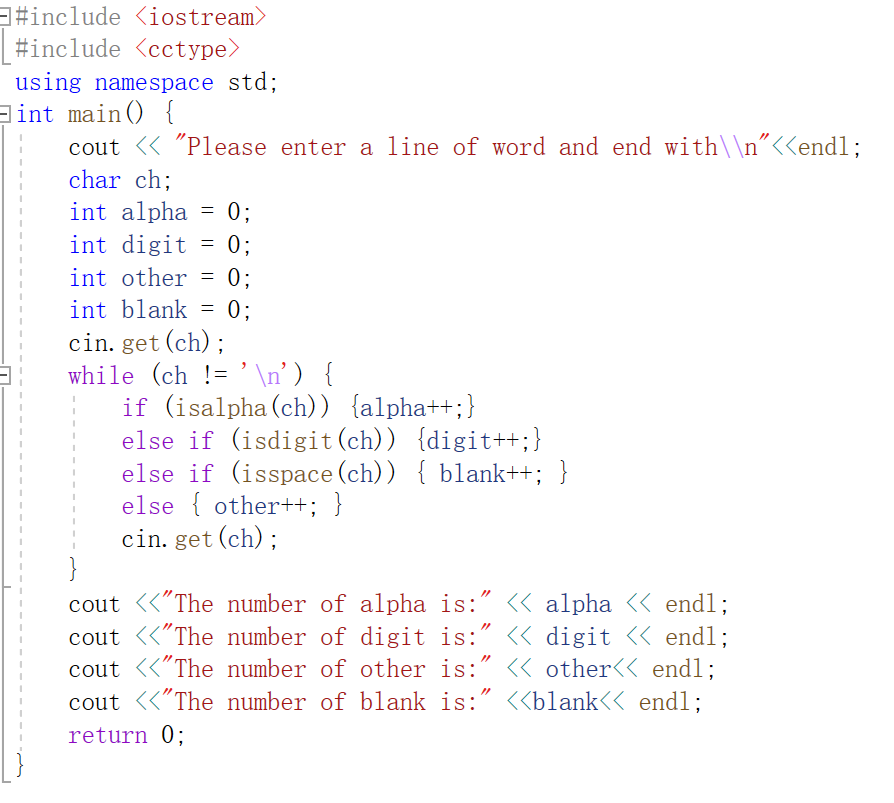 #include <iostream>
#include <cctype>
using namespace std;
int main() {
    cout << "Please enter a line of word and end with\\n"<<endl;
    char ch;
    int alpha = 0;
    int digit = 0;
    int other = 0;
    int blank = 0;
    cin.get(ch);
    while (ch != '\n') {
        if (isalpha(ch)) {alpha++;}
        else if (isdigit(ch)) {digit++;}
        else if (isspace(ch)) { blank++; }
        else { other++; }
        cin.get(ch);
    }
    cout <<"The number of alpha is:" << alpha << endl;
    cout <<"The number of digit is:" << digit << endl;
    cout <<"The number of other is:" << other<< endl;
    cout <<"The number of blank is:" <<blank<< endl;
    return 0;
}